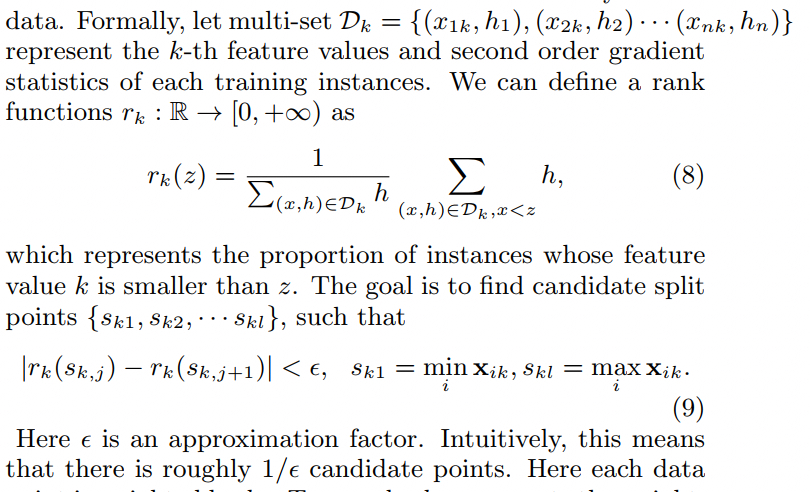 data. Formally, let multi-set $\mathcal{D}_k = \{(x_{1k}, h_1), (x_{2k}, h_2) \cdots (x_{nk}, h_n)\}$
represent the $k$-th feature values and second order gradient
statistics of each training instances. We can define a rank
functions $r_k : \mathbb{R} \to [0, +\infty)$ as
$r_k(z) = \frac{1}{\sum_{(x,h) \in \mathcal{D}_k} h} \sum_{(x,h) \in \mathcal{D}_k, x < z} h, \quad (8)$
which represents the proportion of instances whose feature
value $k$ is smaller than $z$. The goal is to find candidate split
points $\{s_{k1}, s_{k2}, \cdots s_{kl}\}$, such that
$|r_k(s_{k,j}) - r_k(s_{k,j+1})| < \epsilon, \quad s_{k1} = \min_i \mathbf{x}_{ik}, s_{kl} = \max_i \mathbf{x}_{ik}.$
(9)
Here $\epsilon$ is an approximation factor. Intuitively, this means
that there is roughly $1/\epsilon$ candidate points. Here each data